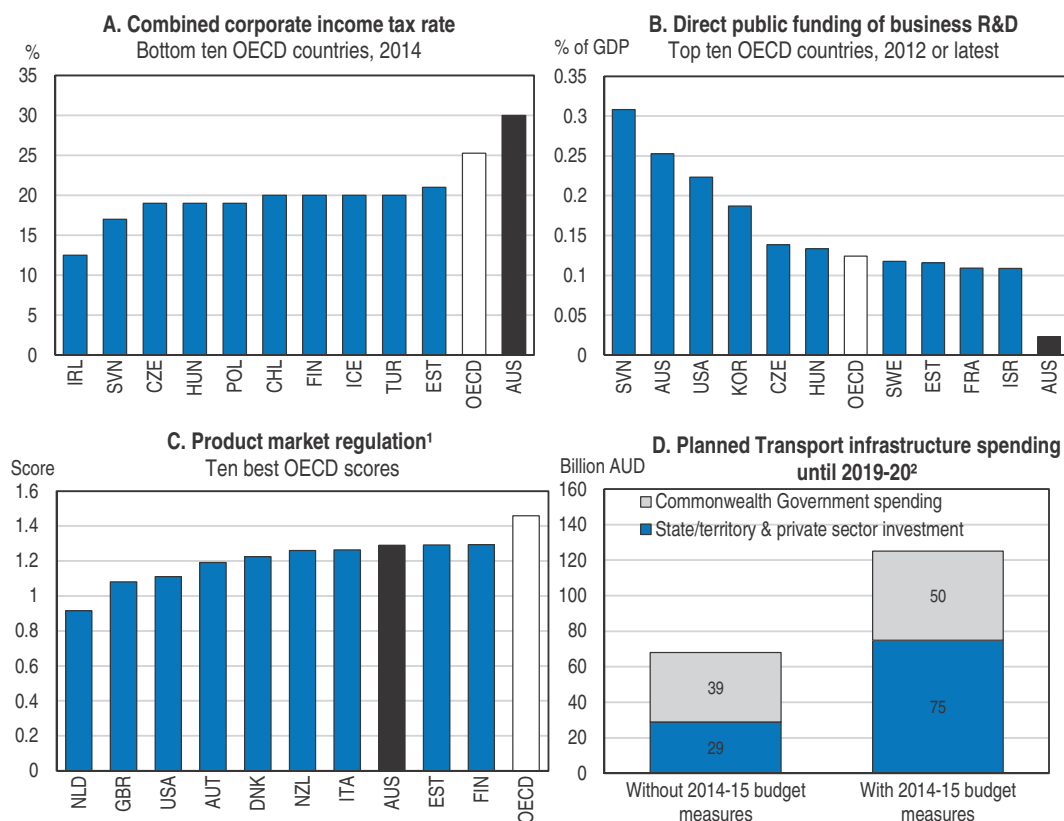 A. Combined corporate income tax rate
Bottom ten OECD countries, 2014
%
35
30
25
20
15
10
5
0
IRL
SVN
CZE
HUN
POL
CHL
FIN
ICE
TUR
EST
OECD
AUS
B. Direct public funding of business R&D
Top ten OECD countries, 2012 or latest
% of GDP
0.35
0.3
0.25
0.2
0.15
0.1
0.05
0
SVN
AUS
USA
KOR
CZE
HUN
OECD
SWE
EST
FRA
ISR
AUS
C. Product market regulation¹
Ten best OECD scores
Score
1.6
1.4
1.2
1
0.8
0.6
0.4
0.2
0
NLD
GBR
USA
AUT
DNK
NZL
ITA
AUS
EST
FIN
OECD
D. Planned Transport infrastructure spending
until 2019-20²
Billion AUD
160
140
120
100
80
60
40
20
0
Commonwealth Government spending
State/territory & private sector investment
39
29
50
75
Without 2014-15 budget
measures
With 2014-15 budget
measures